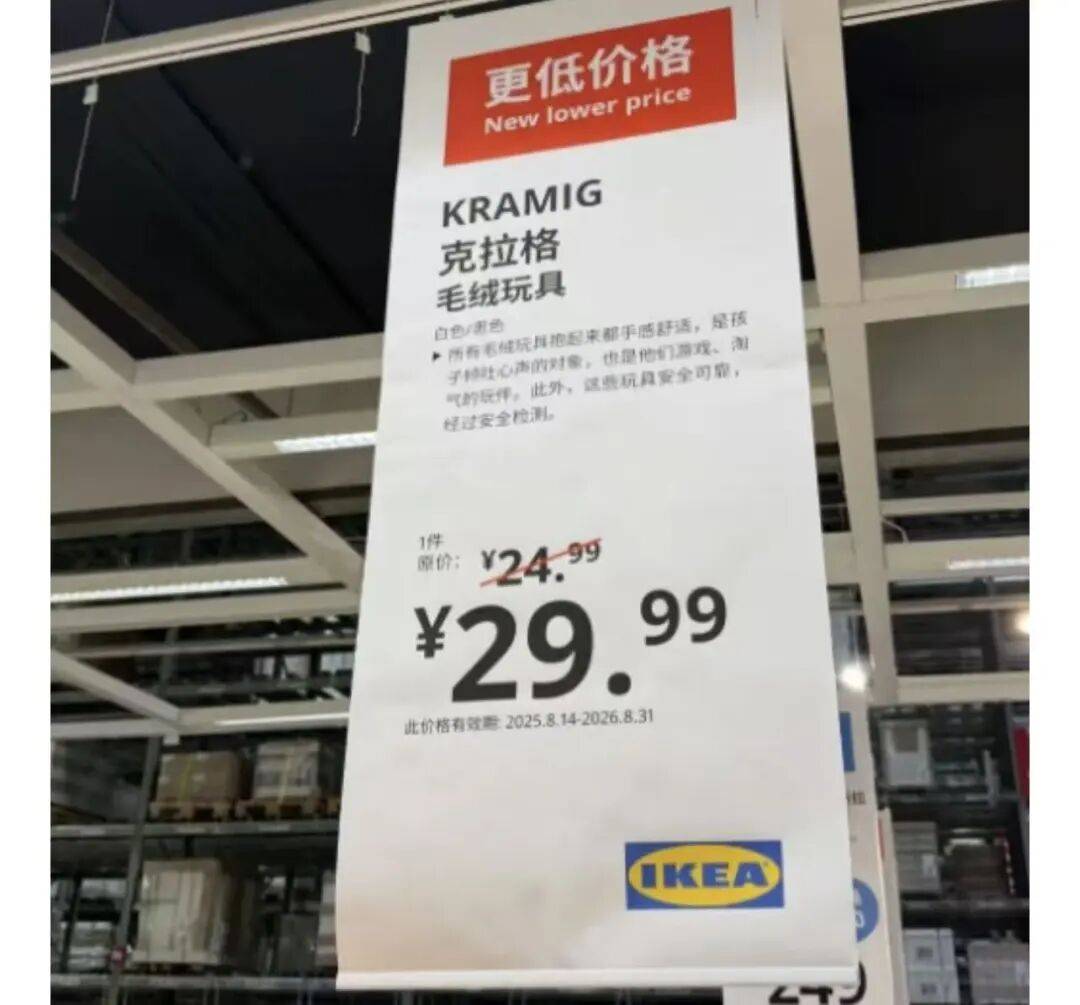 更低价格
New lower price
KRAMIG
克拉格
毛绒玩具
白色/黑色
▶ 所有毛绒玩具抱起来都手感舒适，是孩
子倾吐心声的对象，也是他们游戏、淘
气的玩伴。此外，这些玩具安全可靠，
经过安全检测。
1件
原价： ¥24.99
¥29.99
此价格有效期: 2025.8.14-2026.8.31
IKEA
249